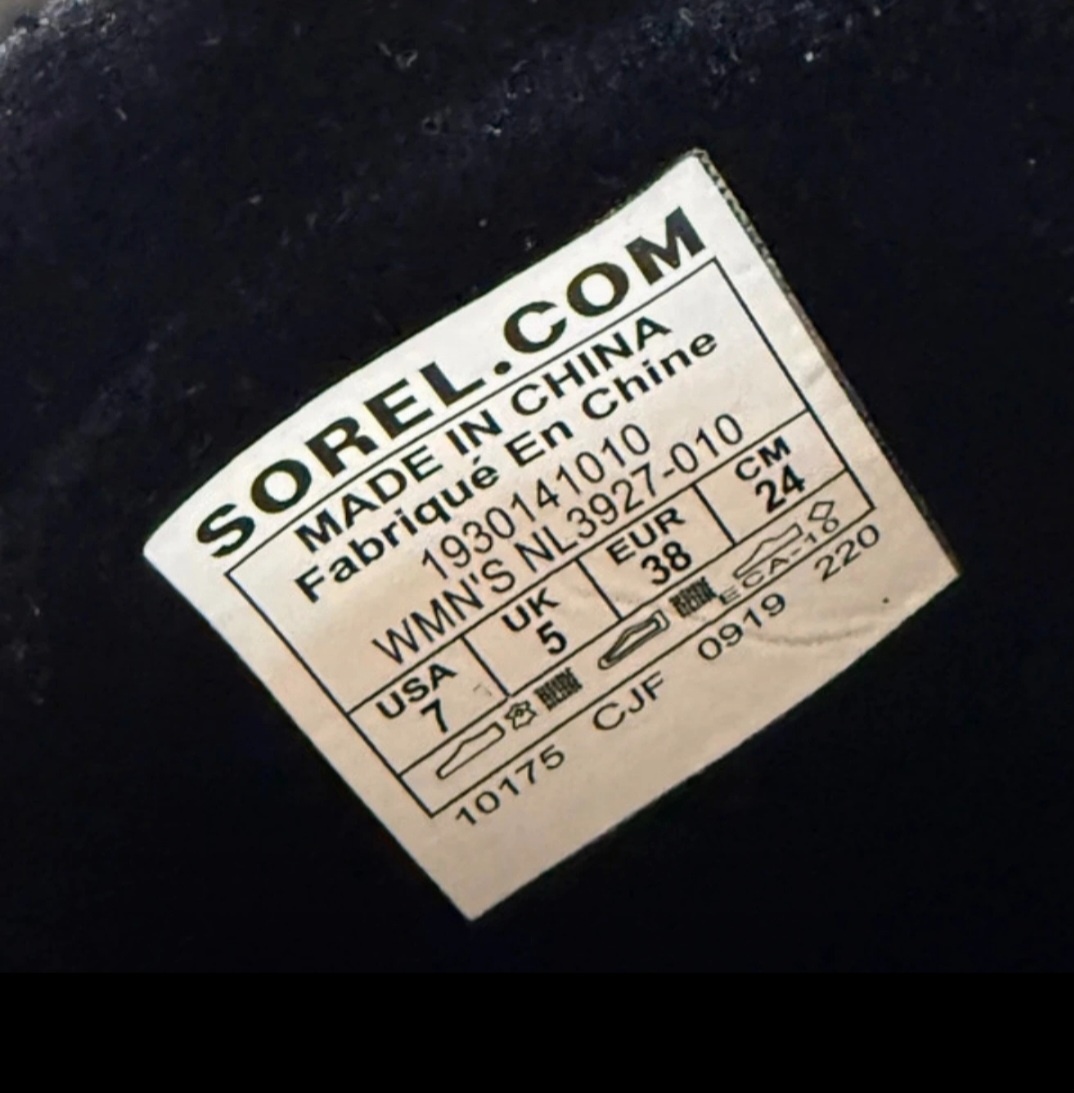 SOREL.COM
MADE IN CHINA
Fabriqué En Chine
1930141010
WMN'S NL3927-010
USA UK EUR CM
7 5 38 24
ECA-10
10175 CJF 0919 220